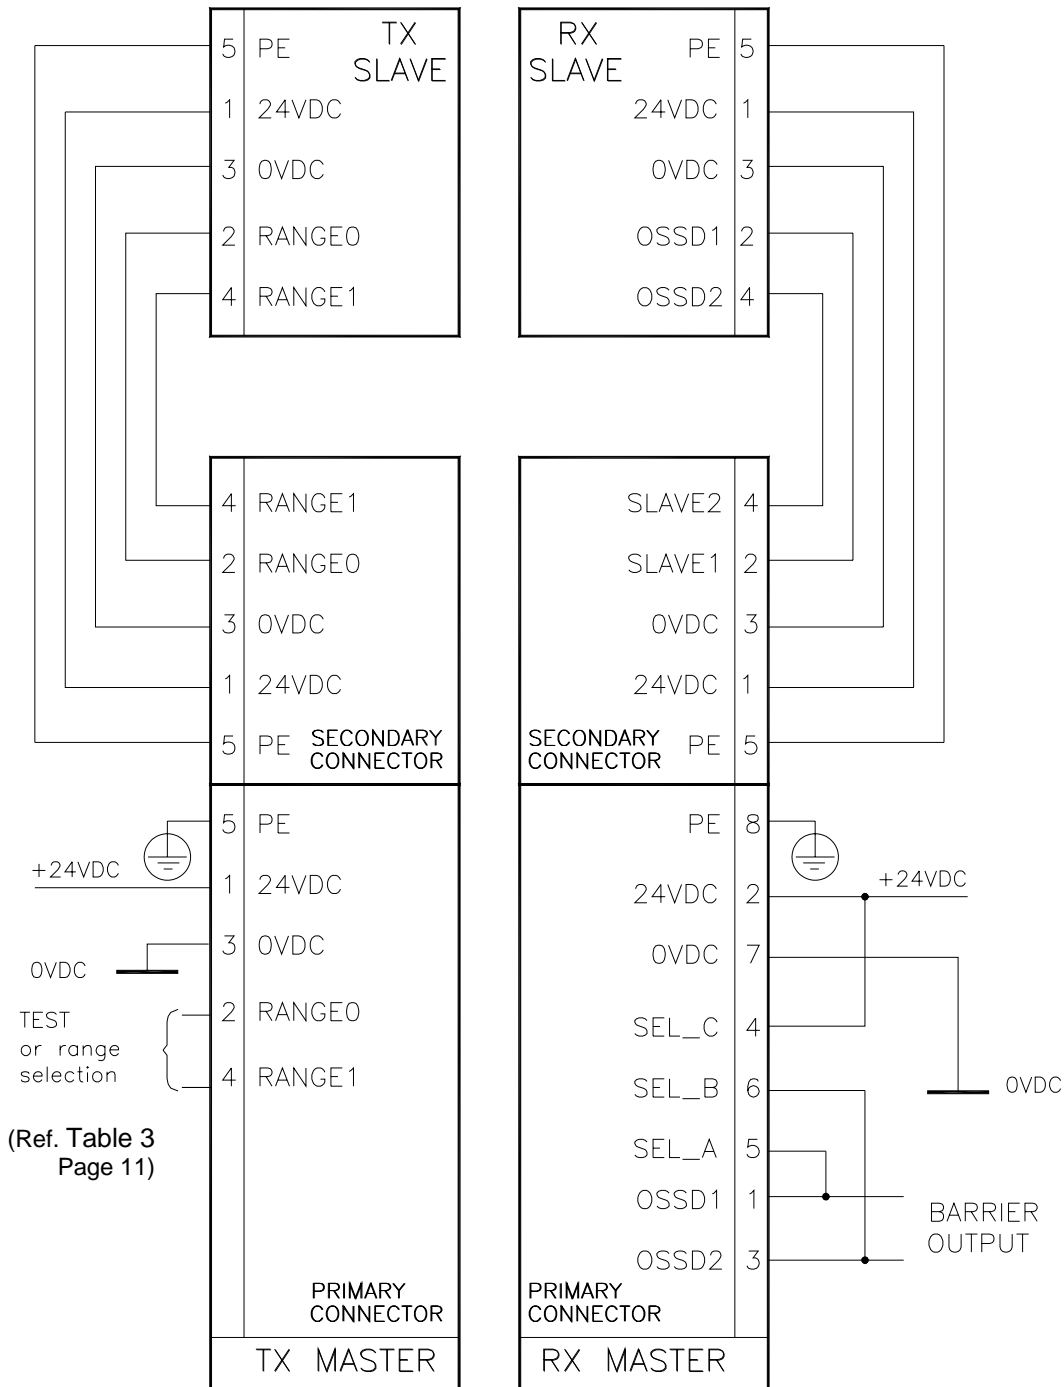 TX
SLAVE
5 PE
1 24VDC
3 0VDC
2 RANGE0
4 RANGE1
RX
SLAVE
PE 5
24VDC 1
0VDC 3
OSSD1 2
OSSD2 4
4 RANGE1
2 RANGE0
3 0VDC
1 24VDC
5 PE
SECONDARY
CONNECTOR
SLAVE2 4
SLAVE1 2
0VDC 3
24VDC 1
PE 5
SECONDARY
CONNECTOR
5 PE
+24VDC
1 24VDC
3 0VDC
0VDC
2 RANGE0
4 RANGE1
TEST
or range
selection
(Ref. Table 3
Page 11)
PRIMARY
CONNECTOR
TX MASTER
PE 8
24VDC 2
+24VDC
0VDC 7
SEL_C 4
SEL_B 6
0VDC
SEL_A 5
OSSD1 1
OSSD2 3
BARRIER
OUTPUT
PRIMARY
CONNECTOR
RX MASTER